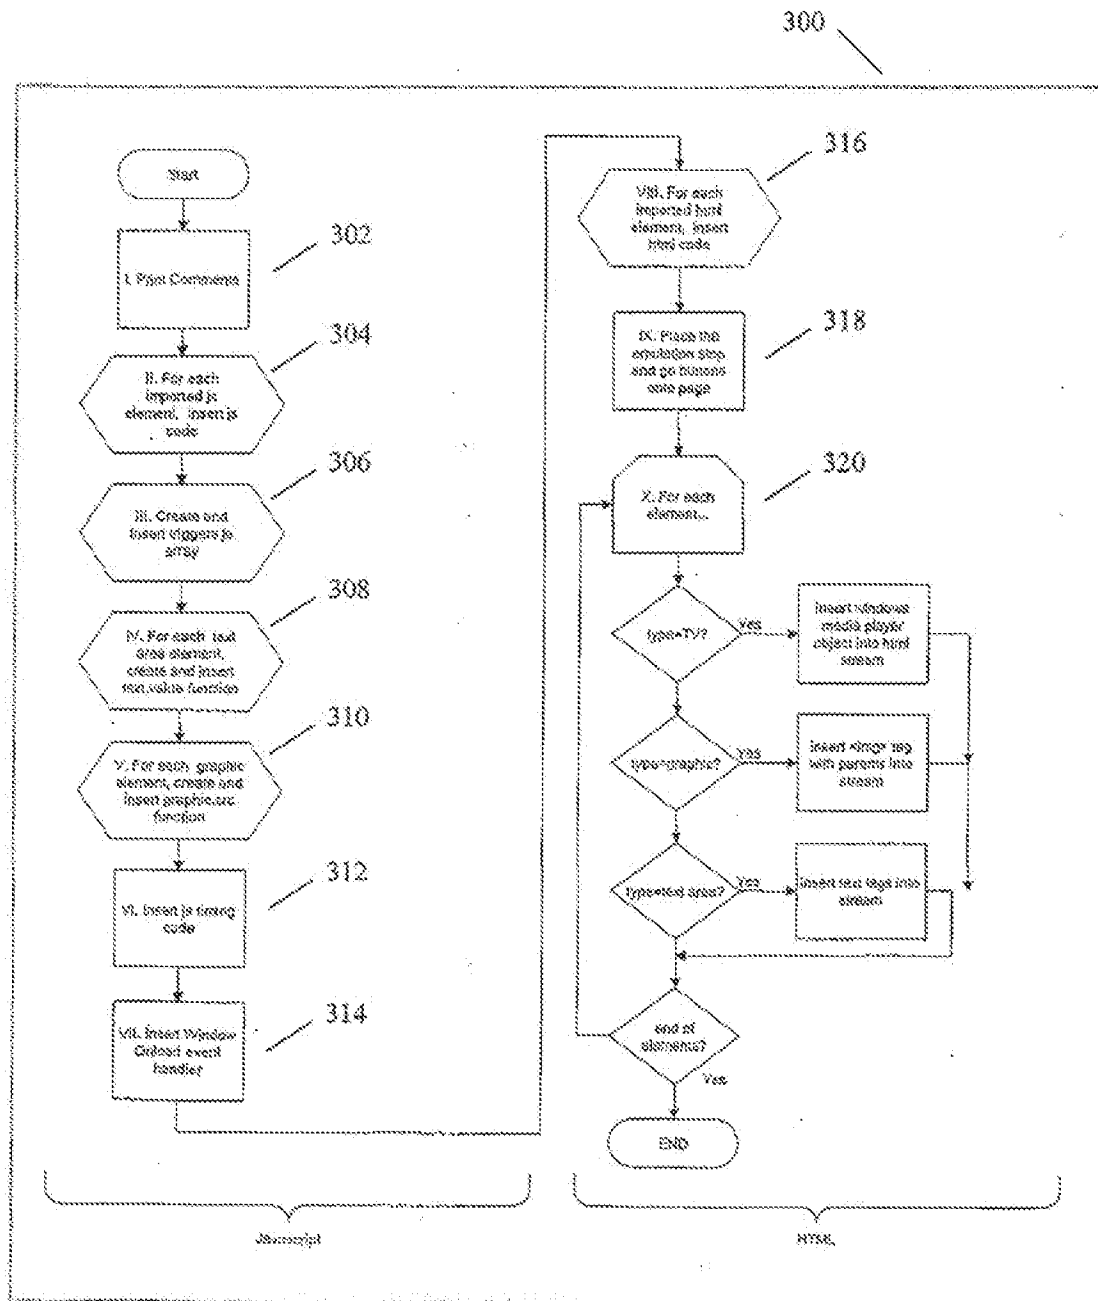 300
Start
302
I. Print Comments
304
II. For each
imported js
element, insert js
code
306
III. Create and
insert triggers js
array
308
IV. For each text
area element,
create and insert
text.value function
310
V. For each graphic
element, create and
insert graphic.src
function
312
VI. Insert js timing
code
314
VII. Insert Window
Onload event
handler
Javascript
316
VIII. For each
imported html
element, insert
html code
318
IX. Place the
emulation stop
and go buttons
onto page
320
X. For each
element...
type=TV?
Yes
Insert windows
media player
object into html
stream
type=graphic?
Yes
Insert <img> tag
with params into
stream
type=text area?
Yes
Insert text tags into
stream
end of
elements?
Yes
END
HTML